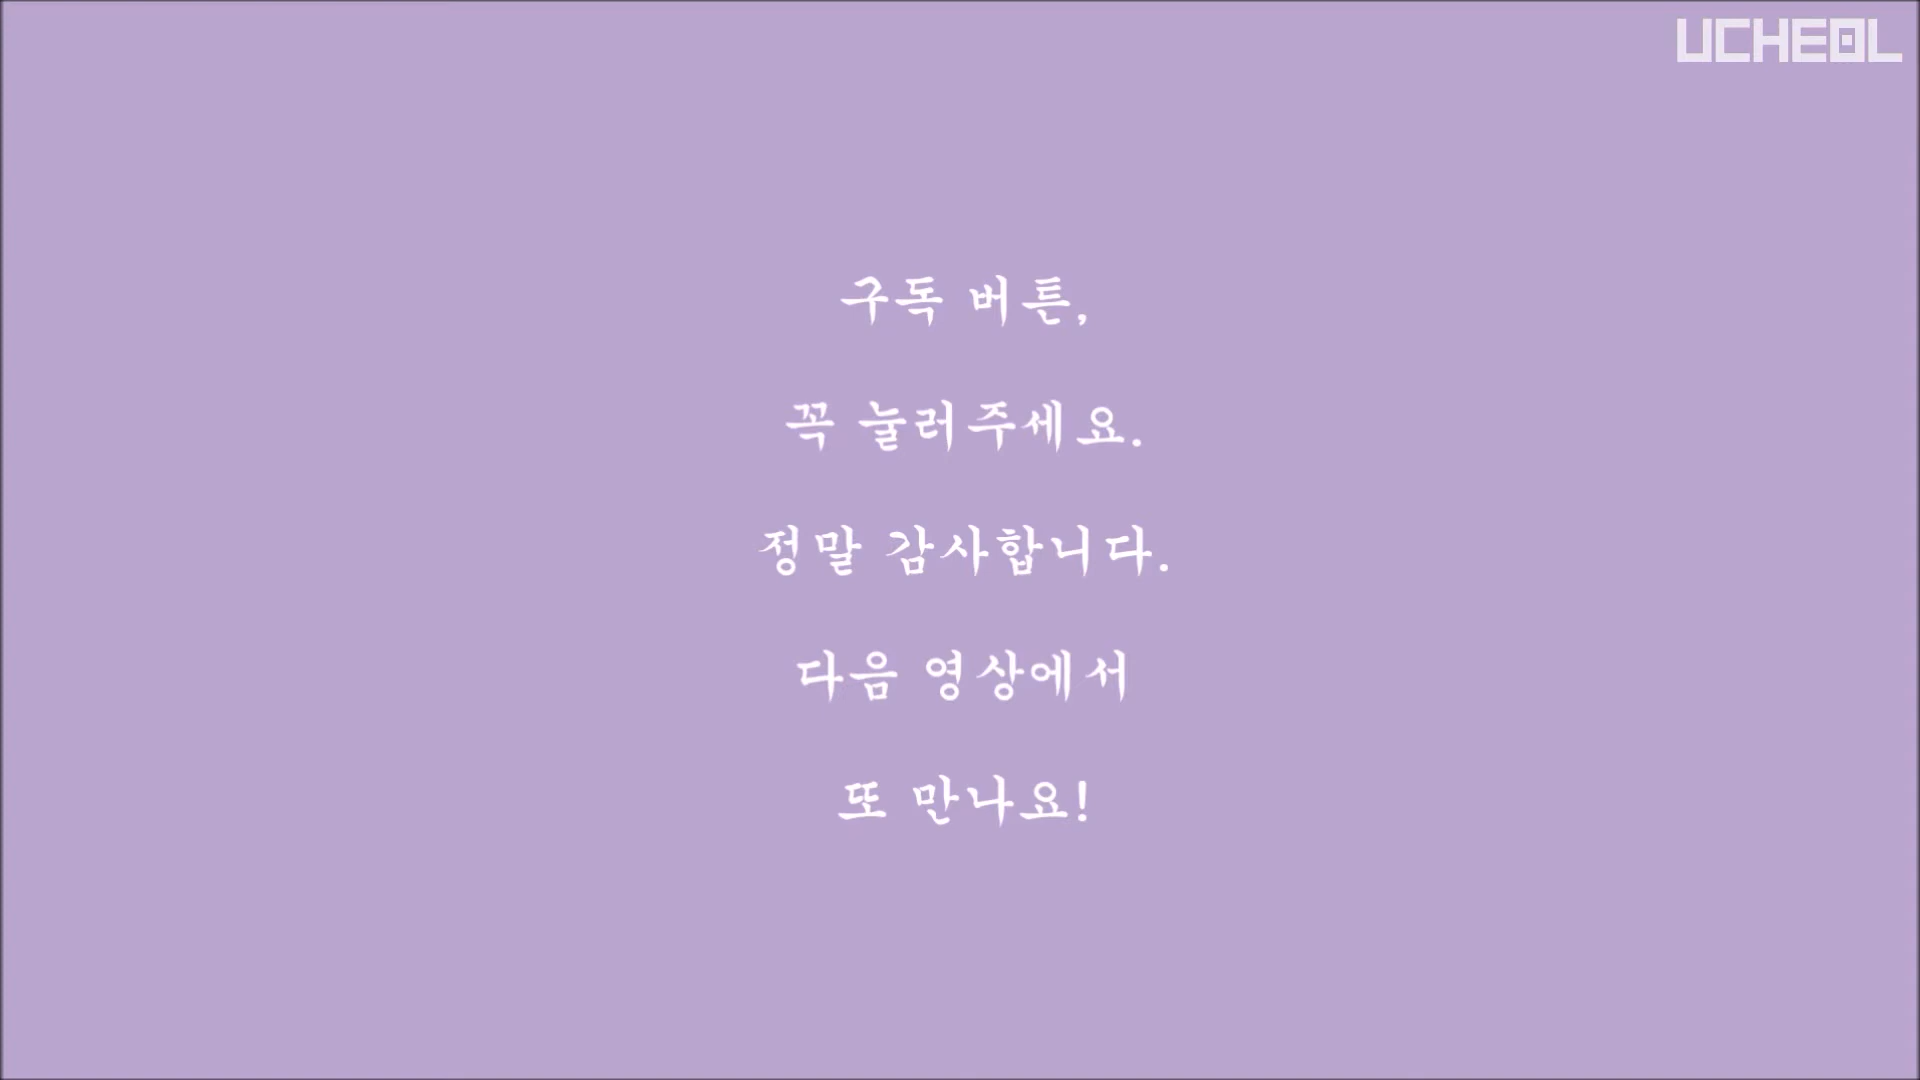 UCHEOL
구독 버튼,
꼭 눌러주세요.
정말 감사합니다.
다음 영상에서
또 만나요!